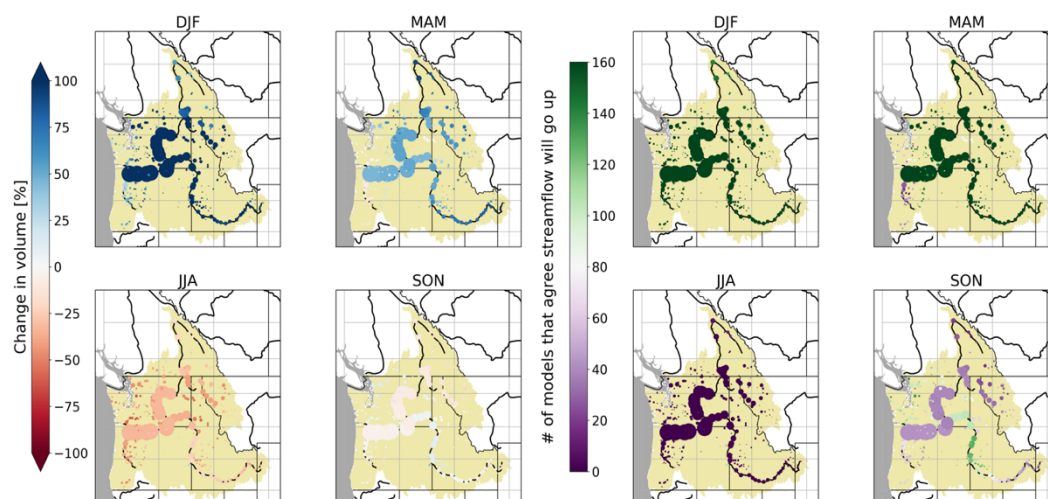 DJF
MAM
DJF
MAM
Change in volume [%]
100
75
50
25
0
−25
−50
−75
−100
# of models that agree streamflow will go up
160
140
120
100
80
60
40
20
0
JJA
SON
JJA
SON